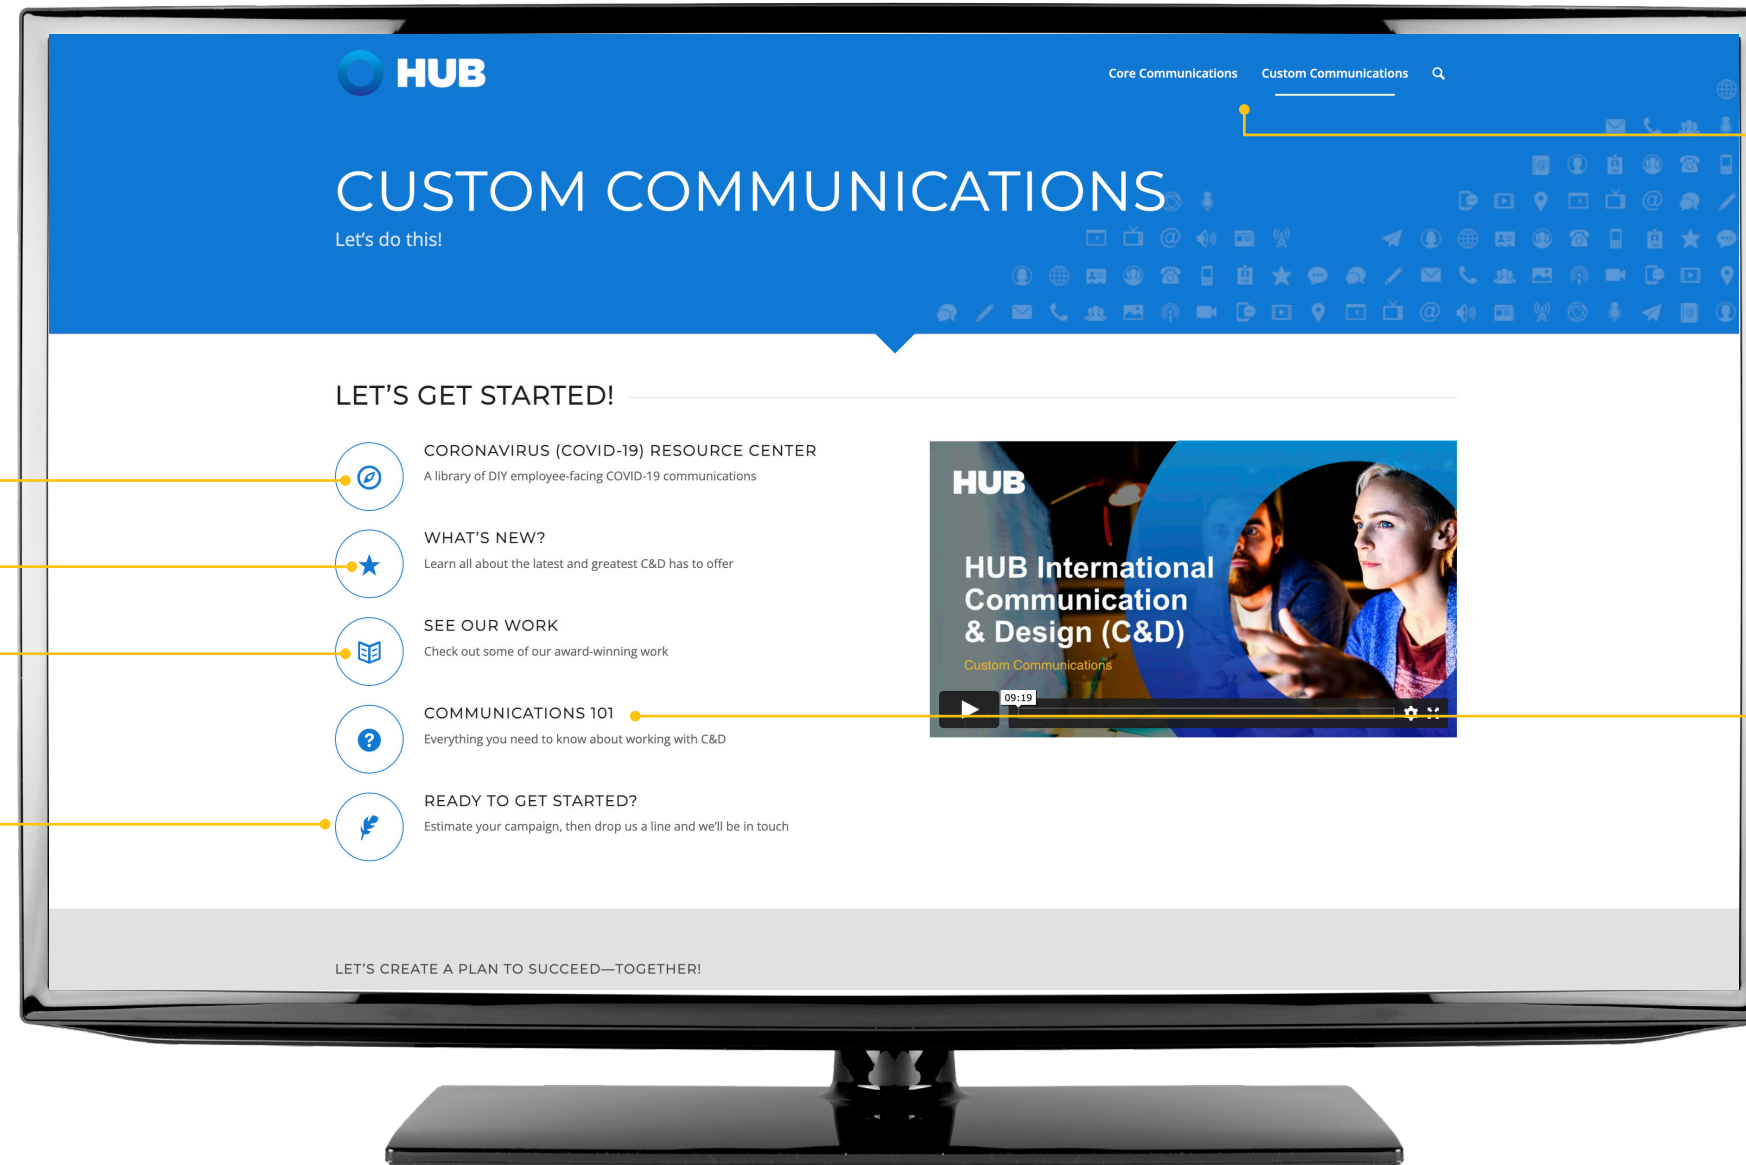 HUB
Core Communications
Custom Communications
CUSTOM COMMUNICATIONS
Let's do this!
LET'S GET STARTED!
CORONAVIRUS (COVID-19) RESOURCE CENTER
A library of DIY employee-facing COVID-19 communications
WHAT'S NEW?
Learn all about the latest and greatest C&D has to offer
SEE OUR WORK
Check out some of our award-winning work
COMMUNICATIONS 101
Everything you need to know about working with C&D
READY TO GET STARTED?
Estimate your campaign, then drop us a line and we'll be in touch
HUB
HUB International
Communication
& Design (C&D)
Custom Communications
09:19
LET'S CREATE A PLAN TO SUCCEED—TOGETHER!